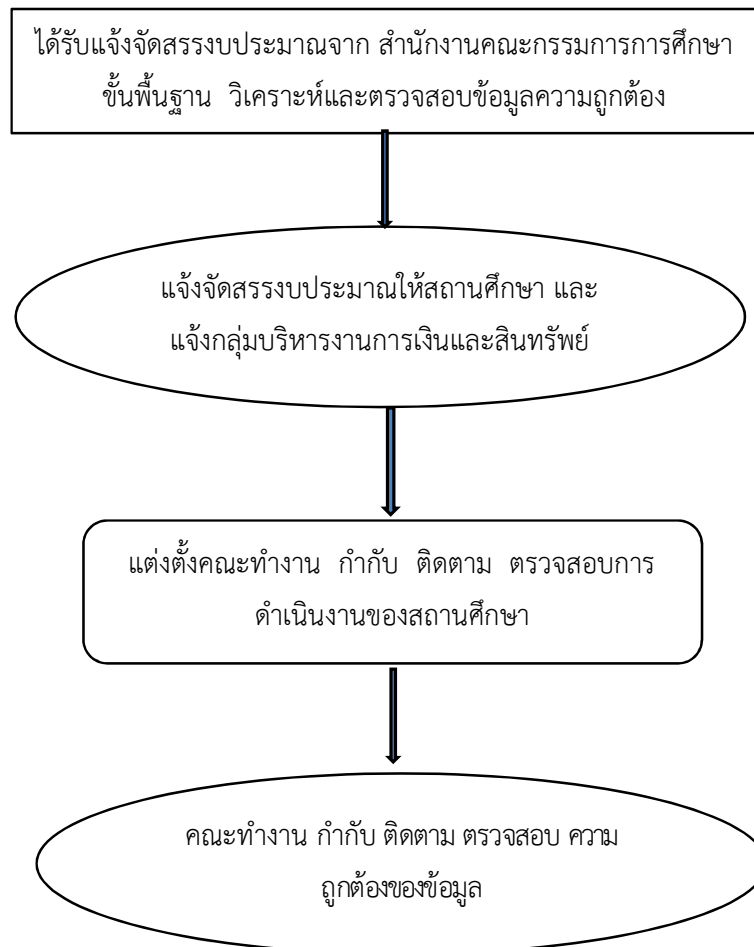 ได้รับแจ้งจัดสรรงบประมาณจาก สำนักงานคณะกรรมการการศึกษา
ขั้นพื้นฐาน วิเคราะห์และตรวจสอบข้อมูลความถูกต้อง
แจ้งจัดสรรงบประมาณให้สถานศึกษา และ
แจ้งกลุ่มบริหารงานการเงินและสินทรัพย์
แต่งตั้งคณะทำงาน กำกับ ติดตาม ตรวจสอบการ
ดำเนินงานของสถานศึกษา
คณะทำงาน กำกับ ติดตาม ตรวจสอบ ความ
ถูกต้องของข้อมูล